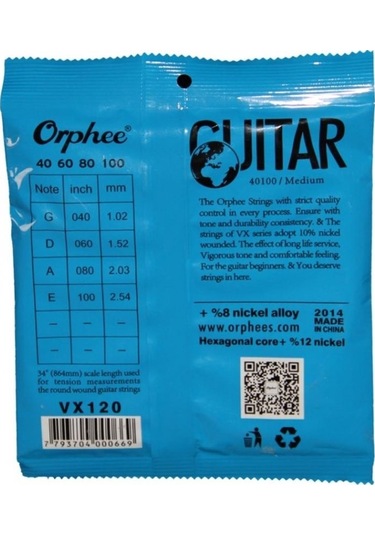 Orphee®
40 60 80 100
Note inch mm
G 040 1.02
D 060 1.52
A 080 2.03
E 100 2.54
– – –
– – –
34" (864mm) scale length used
for tension measurements
the round wound guitar strings
VX120
7 793704 000669
GUITAR
40100 / Medium
The Orphee Strings with strict quality
control in every process. Ensure with
tone and durability consistency. & The
strings of VX series adopt 10% nickel
wounded. The effect of long life service,
Vigorous tone and comfortable feeling,
For the guitar beginners. & You deserve
strings in here.
+ %8 nickel alloy
www.orphees.com
2014
MADE
IN CHINA
Hexagonal core+ %12 nickel